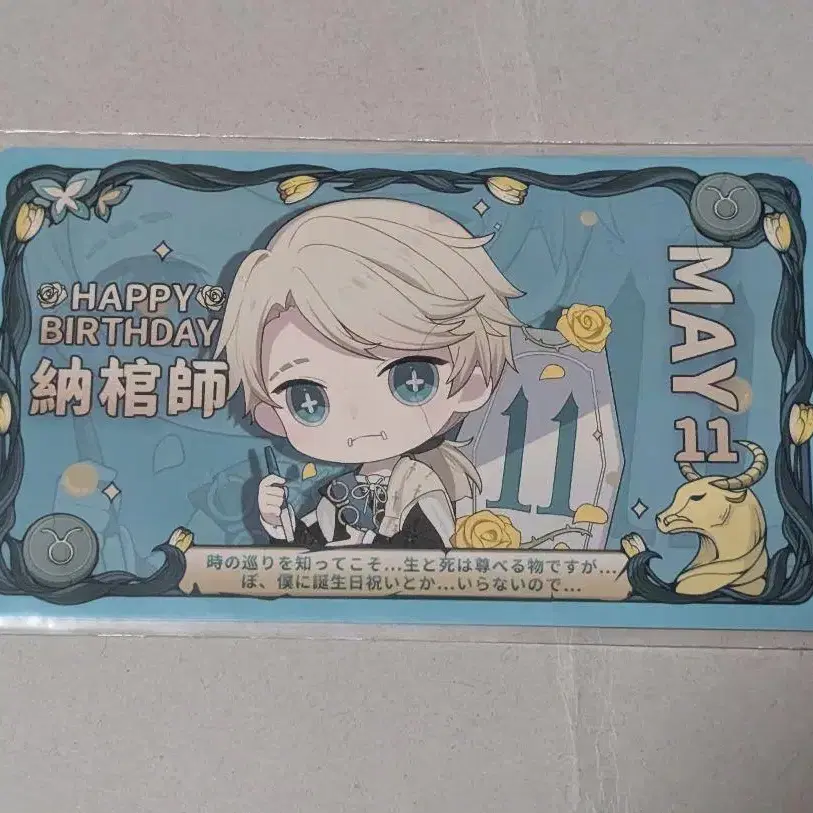 HAPPY
BIRTHDAY
納棺師
11
MAY
11
時の巡りを知ってこそ...生と死は尊べる物ですが...
ぼ、僕に誕生日祝いとか...いらないので...